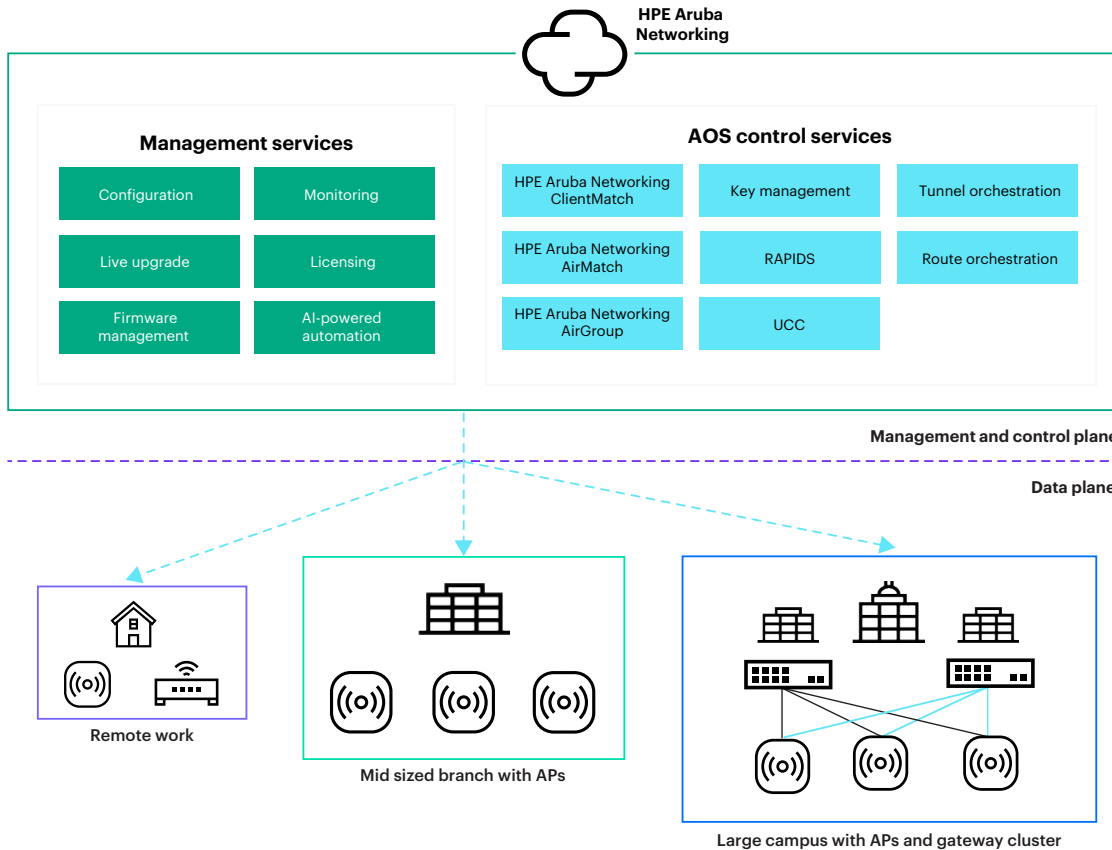 HPE Aruba
Networking
Management services
Configuration
Monitoring
Live upgrade
Licensing
Firmware
management
AI-powered
automation
AOS control services
HPE Aruba Networking
ClientMatch
Key management
Tunnel orchestration
HPE Aruba Networking
AirMatch
RAPIDS
Route orchestration
HPE Aruba Networking
AirGroup
UCC
Management and control plane
Data plane
Remote work
Mid sized branch with APs
Large campus with APs and gateway cluster